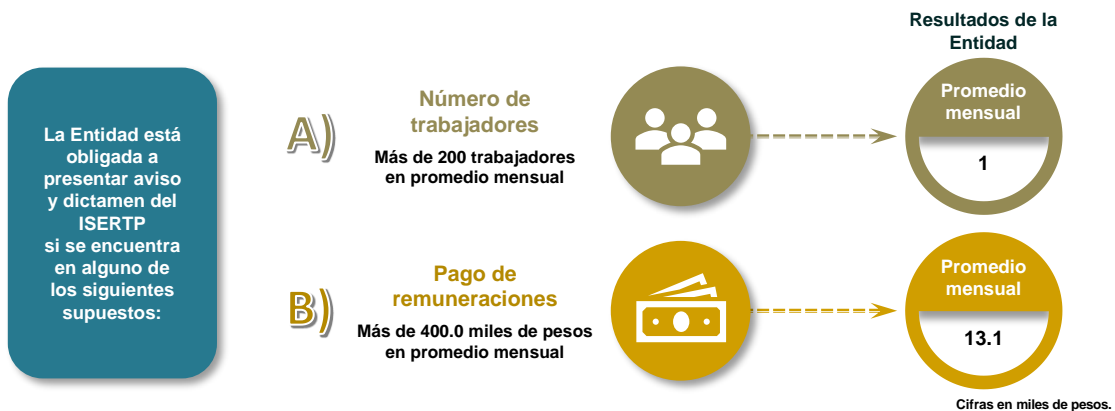 La Entidad está
obligada a
presentar aviso
y dictamen del
ISERTP
si se encuentra
en alguno de
los siguientes
supuestos:
A)
Número de
trabajadores
Más de 200 trabajadores
en promedio mensual
Resultados de la
Entidad
Promedio
mensual
1
B)
Pago de
remuneraciones
Más de 400.0 miles de pesos
en promedio mensual
Promedio
mensual
13.1
Cifras en miles de pesos.